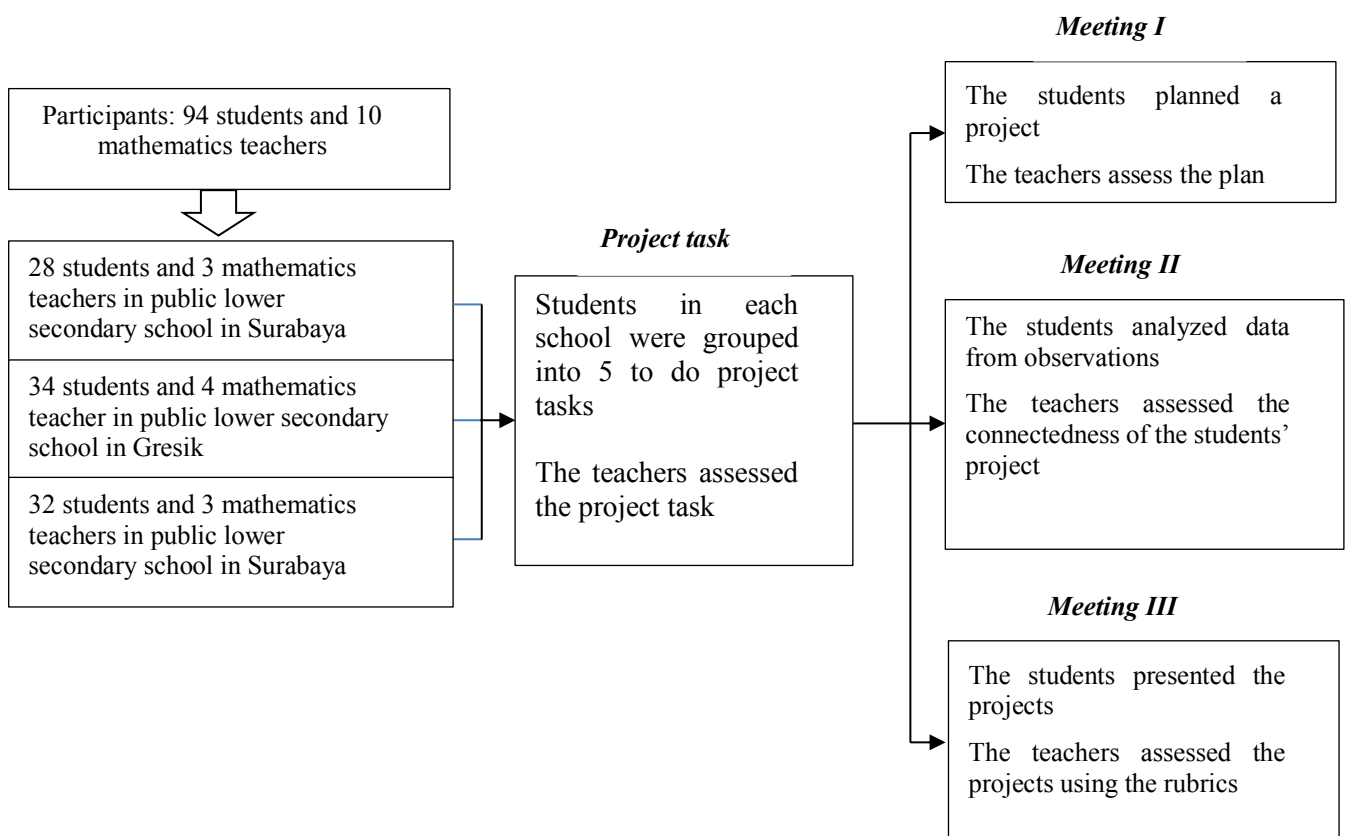 Participants: 94 students and 10
mathematics teachers
28 students and 3 mathematics
teachers in public lower
secondary school in Surabaya
34 students and 4 mathematics
teacher in public lower secondary
school in Gresik
32 students and 3 mathematics
teachers in public lower
secondary school in Surabaya
Project task
Students in each
school were grouped
into 5 to do project
tasks
The teachers assessed
the project task
Meeting I
The students planned a
project
The teachers assess the plan
Meeting II
The students analyzed data
from observations
The teachers assessed the
connectedness of the students’
project
Meeting III
The students presented the
projects
The teachers assessed the
projects using the rubrics